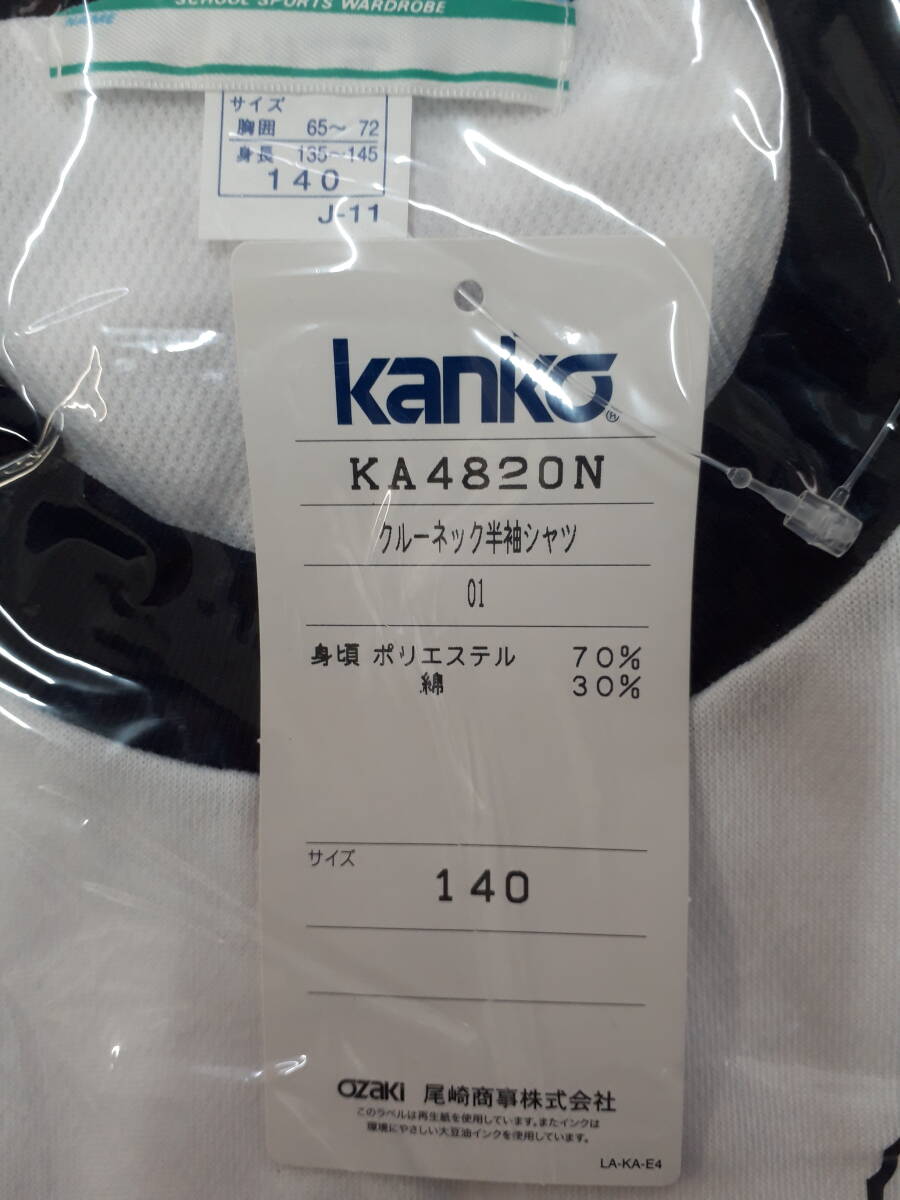 SCHOOL SPORTS WARDROBE
NAME
サイズ
胸囲 65～72
身長 135～145
140
J-11
kanko®
KA4820N
クルーネック半袖シャツ
01
身頃 ポリエステル 70%
綿 30%
サイズ
140
OZAKI 尾崎商事株式会社
このラベルは再生紙を使用しています。またインクは
環境にやさしい大豆油インクを使用しています。
LA-KA-E4